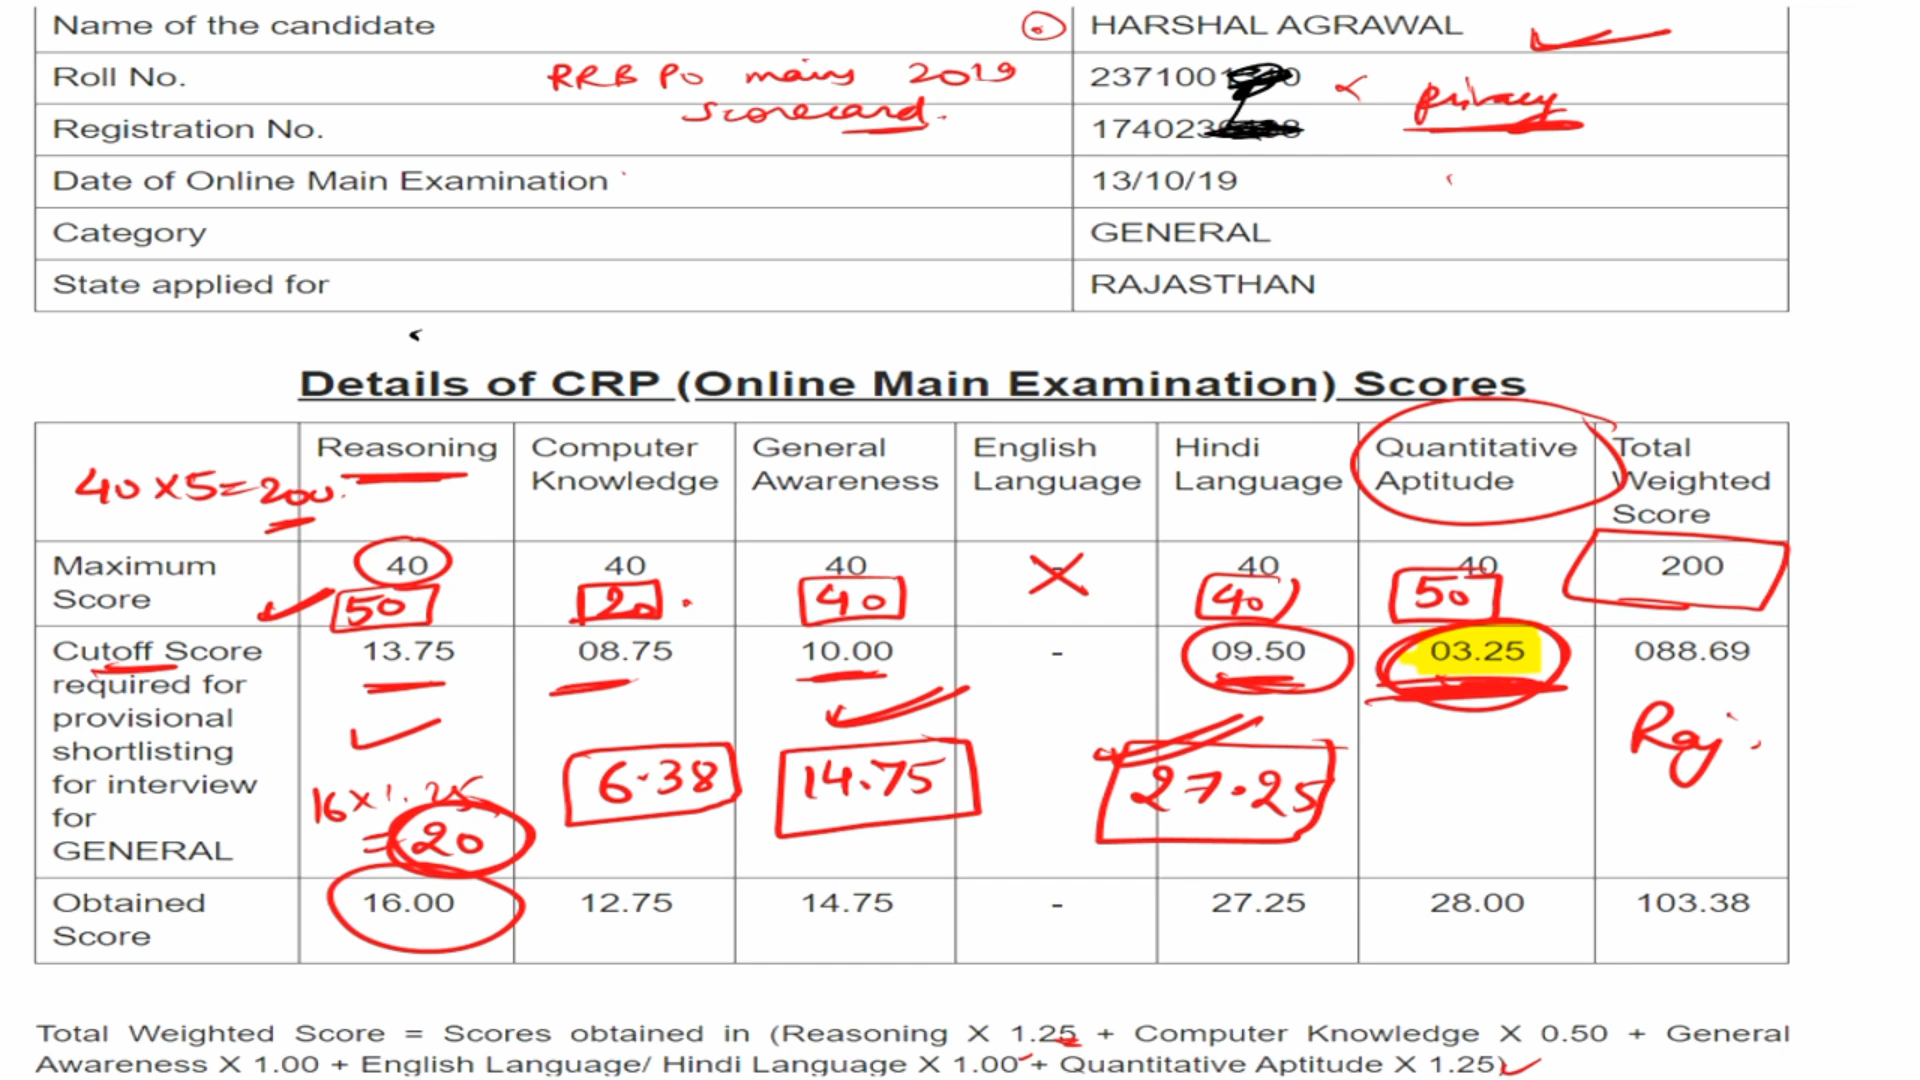 Name of the candidate HARSHAL AGRAWAL
Roll No. RRB PO mains 2019 2371001 privacy
scorecard.
Registration No. 174023
Date of Online Main Examination 13/10/19
Category GENERAL
State applied for RAJASTHAN
Details of CRP (Online Main Examination) Scores
Reasoning Computer Knowledge General Awareness English Language Hindi Language Quantitative Aptitude Total Weighted Score
40 x 5 = 200
Maximum Score 40 40 40 - 40 40 200
50 20 40 40 50
Cutoff Score required for provisional shortlisting for interview for GENERAL 13.75 08.75 10.00 - 09.50 03.25 088.69
Raj
6.38 14.75 27.25
16 x 1.25
= 20
Obtained Score 16.00 12.75 14.75 - 27.25 28.00 103.38
Total Weighted Score = Scores obtained in (Reasoning X 1.25 + Computer Knowledge X 0.50 + General
Awareness X 1.00 + English Language/ Hindi Language X 1.00 + Quantitative Aptitude X 1.25)